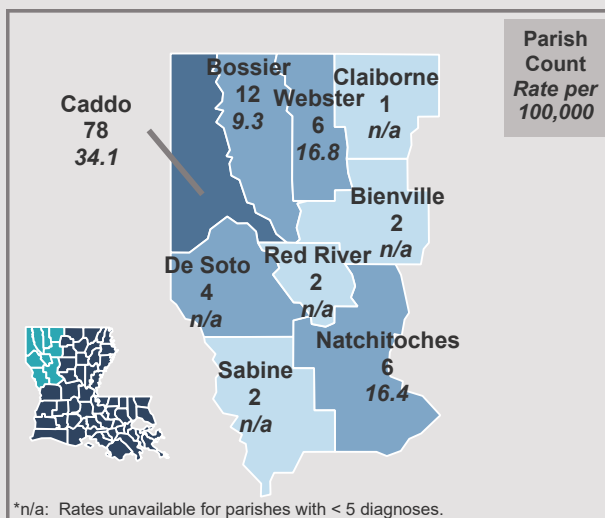 Parish
Count
Rate per
100,000
Caddo
78
34.1
Bossier
12
9.3
Webster
6
16.8
Claiborne
1
n/a
Bienville
2
n/a
De Soto
4
n/a
Red River
2
n/a
Natchitoches
6
16.4
Sabine
2
n/a
*n/a: Rates unavailable for parishes with < 5 diagnoses.